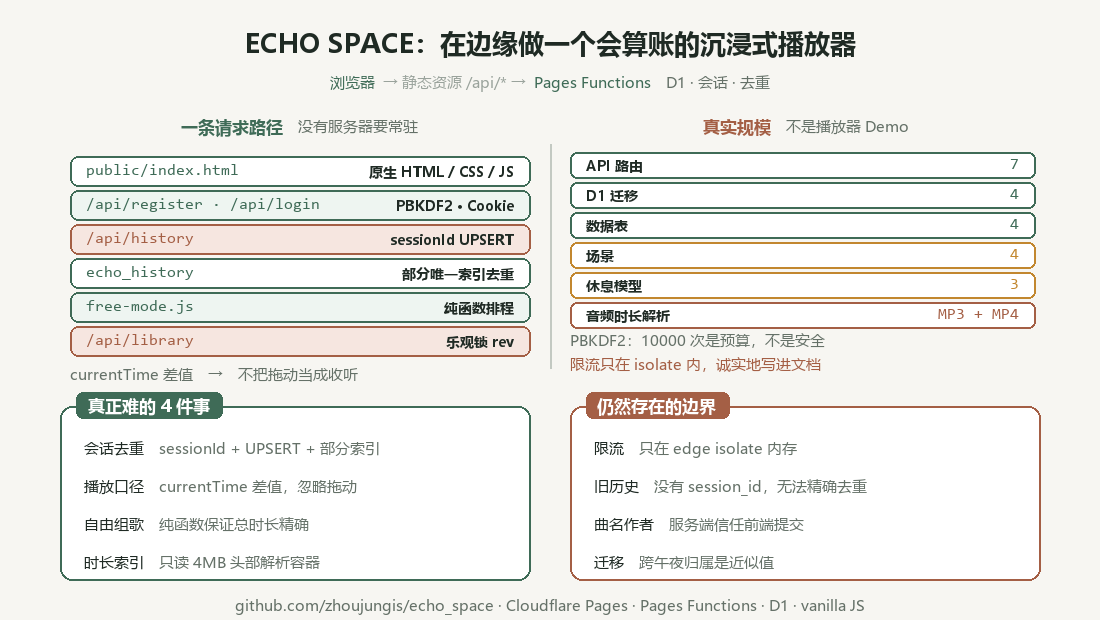 ECHO SPACE：在边缘做一个会算账的沉浸式播放器
浏览器 → 静态资源 /api/* → Pages Functions D1 · 会话 · 去重
一条请求路径 没有服务器要常驻
public/index.html 原生 HTML / CSS / JS
/api/register · /api/login PBKDF2 • Cookie
/api/history sessionId UPSERT
echo_history 部分唯一索引去重
free-mode.js 纯函数排程
/api/library 乐观锁 rev
currentTime 差值 → 不把拖动当成收听
真实规模 不是播放器 Demo
API 路由 7
D1 迁移 4
数据表 4
场景 4
休息模型 3
音频时长解析 MP3 + MP4
PBKDF2：10000 次是预算，不是安全
限流只在 isolate 内，诚实地写进文档
真正难的 4 件事
会话去重 sessionId + UPSERT + 部分索引
播放口径 currentTime 差值，忽略拖动
自由组歌 纯函数保证总时长精确
时长索引 只读 4MB 头部解析容器
仍然存在的边界
限流 只在 edge isolate 内存
旧历史 没有 session_id，无法精确去重
曲名作者 服务端信任前端提交
迁移 跨午夜归属是近似值
github.com/zhoujungis/echo_space · Cloudflare Pages · Pages Functions · D1 · vanilla JS